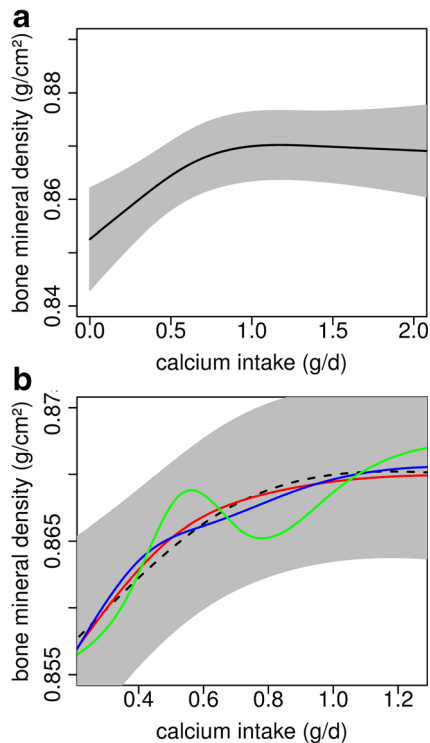 a
bone mineral density (g/cm²)
0.88
0.86
0.84
0.0 0.5 1.0 1.5 2.0
calcium intake (g/d)
b
bone mineral density (g/cm²)
0.865
0.855
0.4 0.6 0.8 1.0 1.2
calcium intake (g/d)